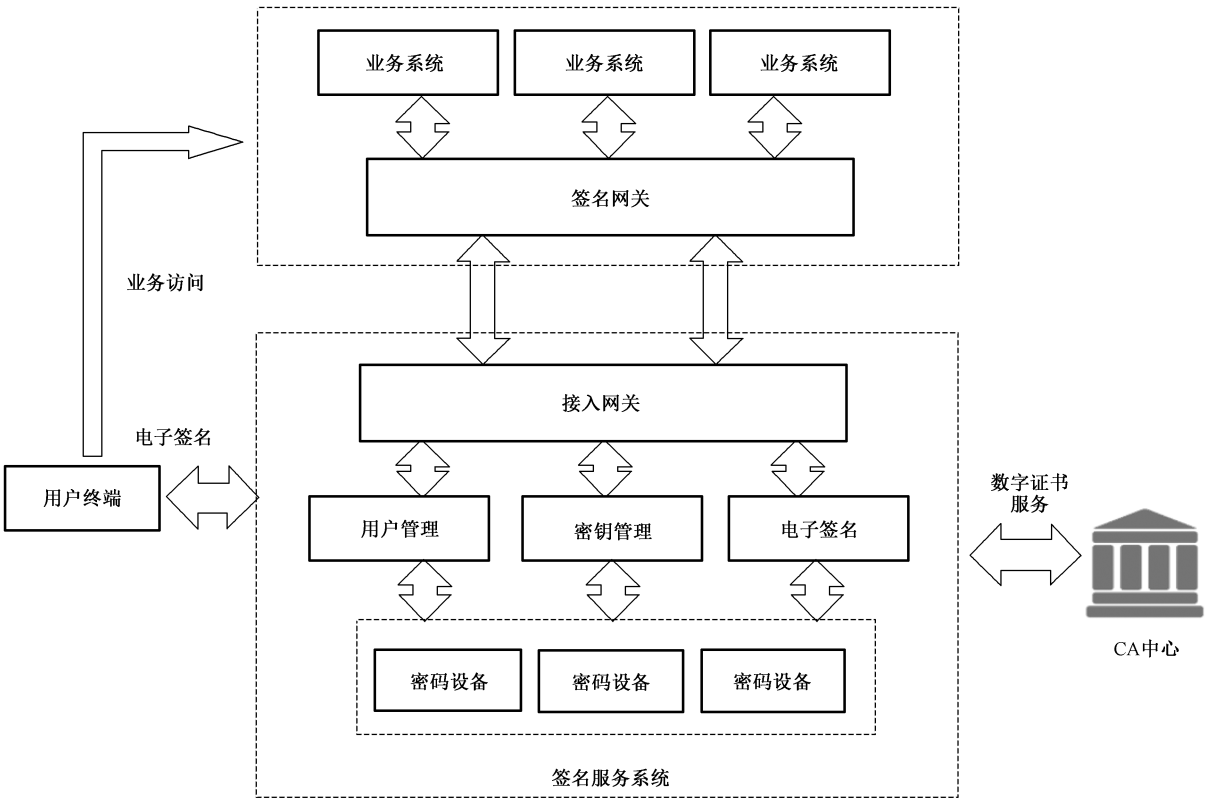 业务系统
业务系统
业务系统
签名网关
业务访问
接入网关
电子签名
用户终端
用户管理
密钥管理
电子签名
数字证书
服务
CA中心
密码设备
密码设备
密码设备
签名服务系统